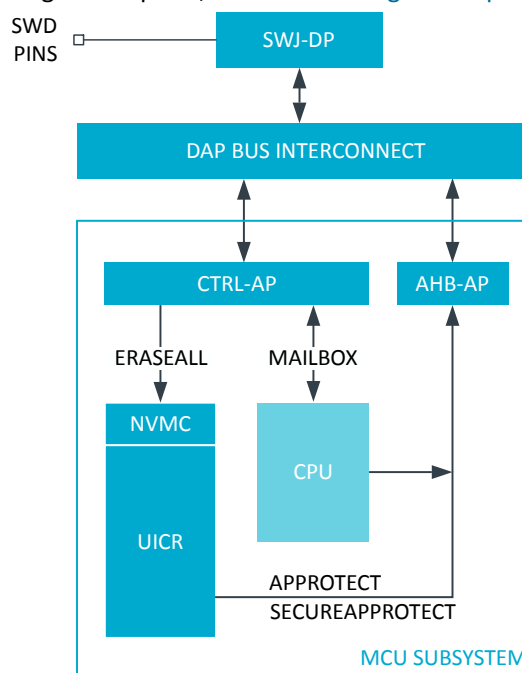 SWD
PINS
SWJ-DP
DAP BUS INTERCONNECT
CTRL-AP
AHB-AP
ERASEALL
MAILBOX
NVMC
CPU
UICR
APPROTECT
SECUREAPPROTECT
MCU SUBSYSTEM